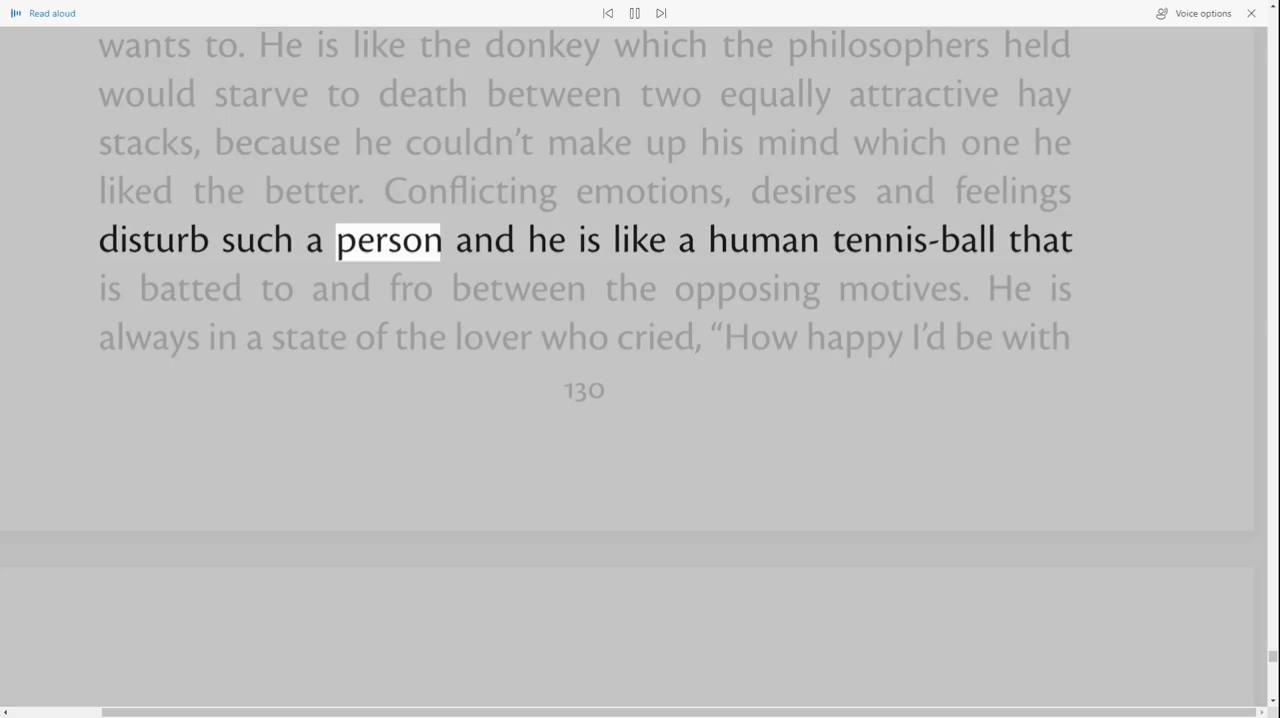 Read aloud
Voice options
wants to. He is like the donkey which the philosophers held
would starve to death between two equally attractive hay
stacks, because he couldn’t make up his mind which one he
liked the better. Conflicting emotions, desires and feelings
disturb such a person and he is like a human tennis-ball that
is batted to and fro between the opposing motives. He is
always in a state of the lover who cried, “How happy I’d be with
130